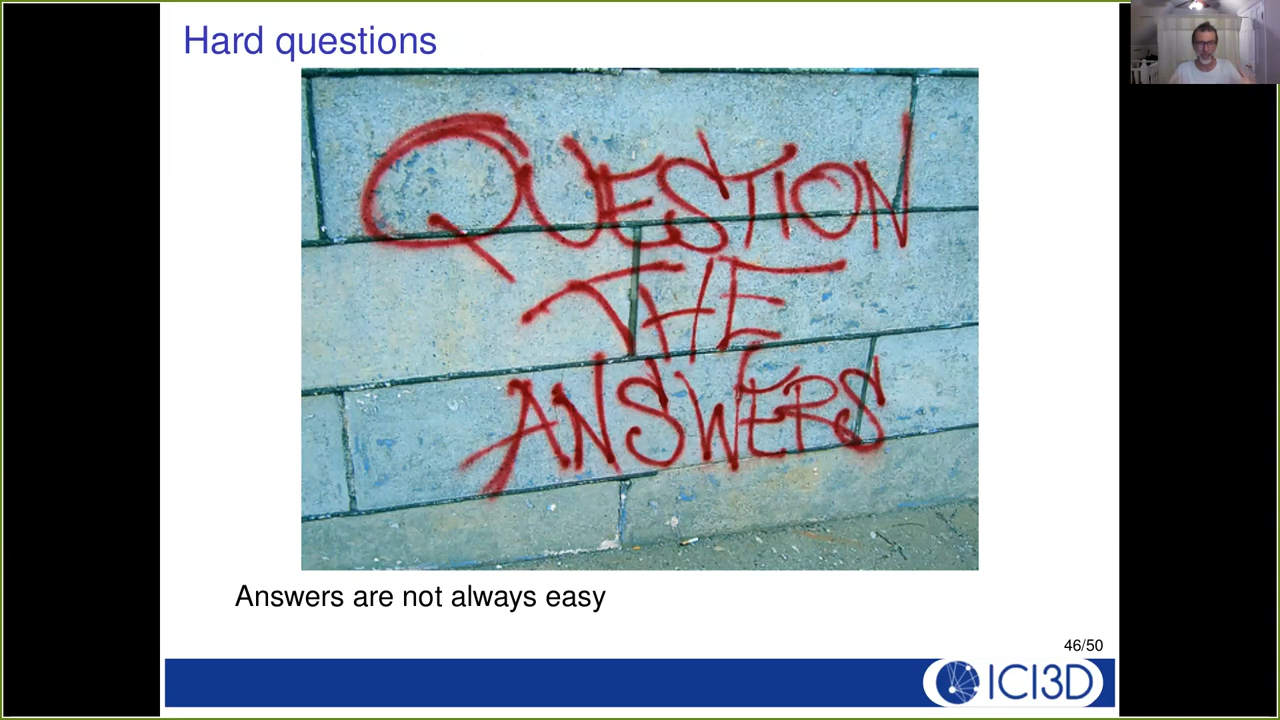 Hard questions
QUESTION
THE
ANSWERS
Answers are not always easy
46/50
ICI3D